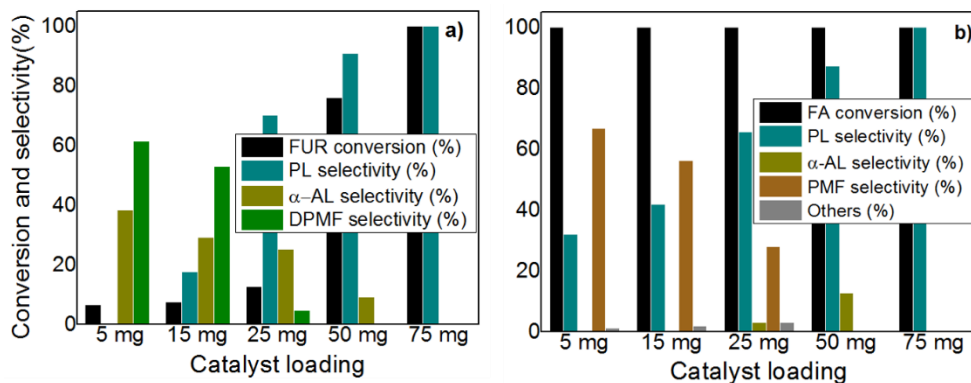 a)
Conversion and selectivity(%)
100
80
60
40
20
0
FUR conversion (%)
PL selectivity (%)
α–AL selectivity (%)
DPMF selectivity (%)
5 mg 15 mg 25 mg 50 mg 75 mg
Catalyst loading
b)
100
80
60
40
20
0
FA conversion (%)
PL selectivity (%)
α-AL selectivity (%)
PMF selectivity (%)
Others (%)
5 mg 15 mg 25 mg 50 mg 75 mg
Catalyst loading